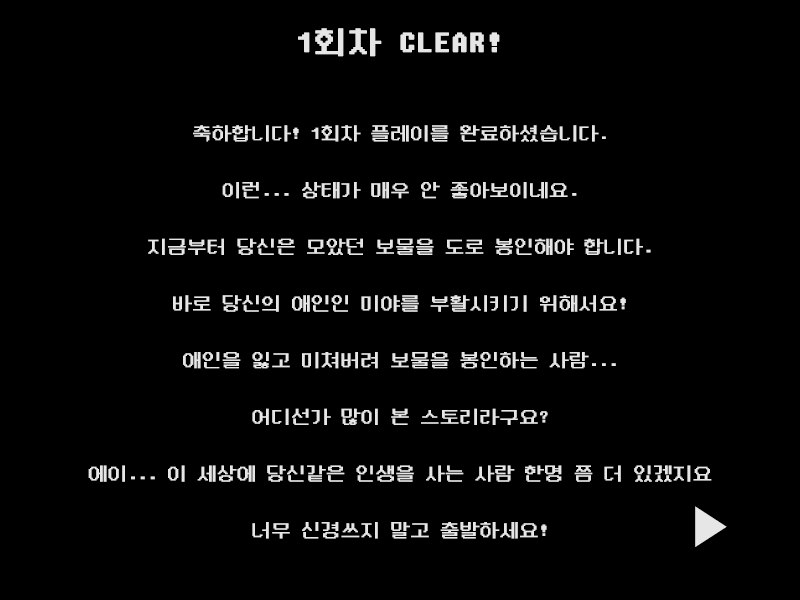 1회차 CLEAR!
축하합니다! 1회차 플레이를 완료하셨습니다.
이런... 상태가 매우 안 좋아보이네요.
지금부터 당신은 모았던 보물을 도로 봉인해야 합니다.
바로 당신의 애인인 미야를 부활시키기 위해서요!
애인을 잃고 미쳐버려 보물을 봉인하는 사람...
어디선가 많이 본 스토리라구요?
에이... 이 세상에 당신같은 인생을 사는 사람 한명 쯤 더 있겠지요
너무 신경쓰지 말고 출발하세요!